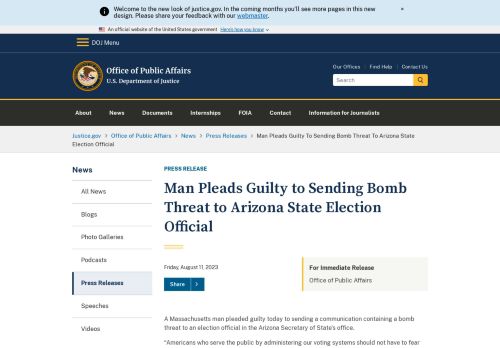 Welcome to the new look of justice.gov. In the coming months you'll see more pages in this new
design. Please share your feedback with our webmaster.
×
An official website of the United States government Here's how you know
DOJ Menu
Office of Public Affairs
U.S. Department of Justice
Our Offices | Find Help | Contact Us
Search
About News Documents Internships FOIA Contact Information for Journalists
Justice.gov > Office of Public Affairs > News > Press Releases > Man Pleads Guilty To Sending Bomb Threat To Arizona State
Election Official
News
All News
Blogs
Photo Galleries
Podcasts
Press Releases
Speeches
Videos
PRESS RELEASE
Man Pleads Guilty to Sending Bomb
Threat to Arizona State Election
Official
Friday, August 11, 2023
Share >
For Immediate Release
Office of Public Affairs
A Massachusetts man pleaded guilty today to sending a communication containing a bomb
threat to an election official in the Arizona Secretary of State's office.
"Americans who serve the public by administering our voting systems should not have to fear